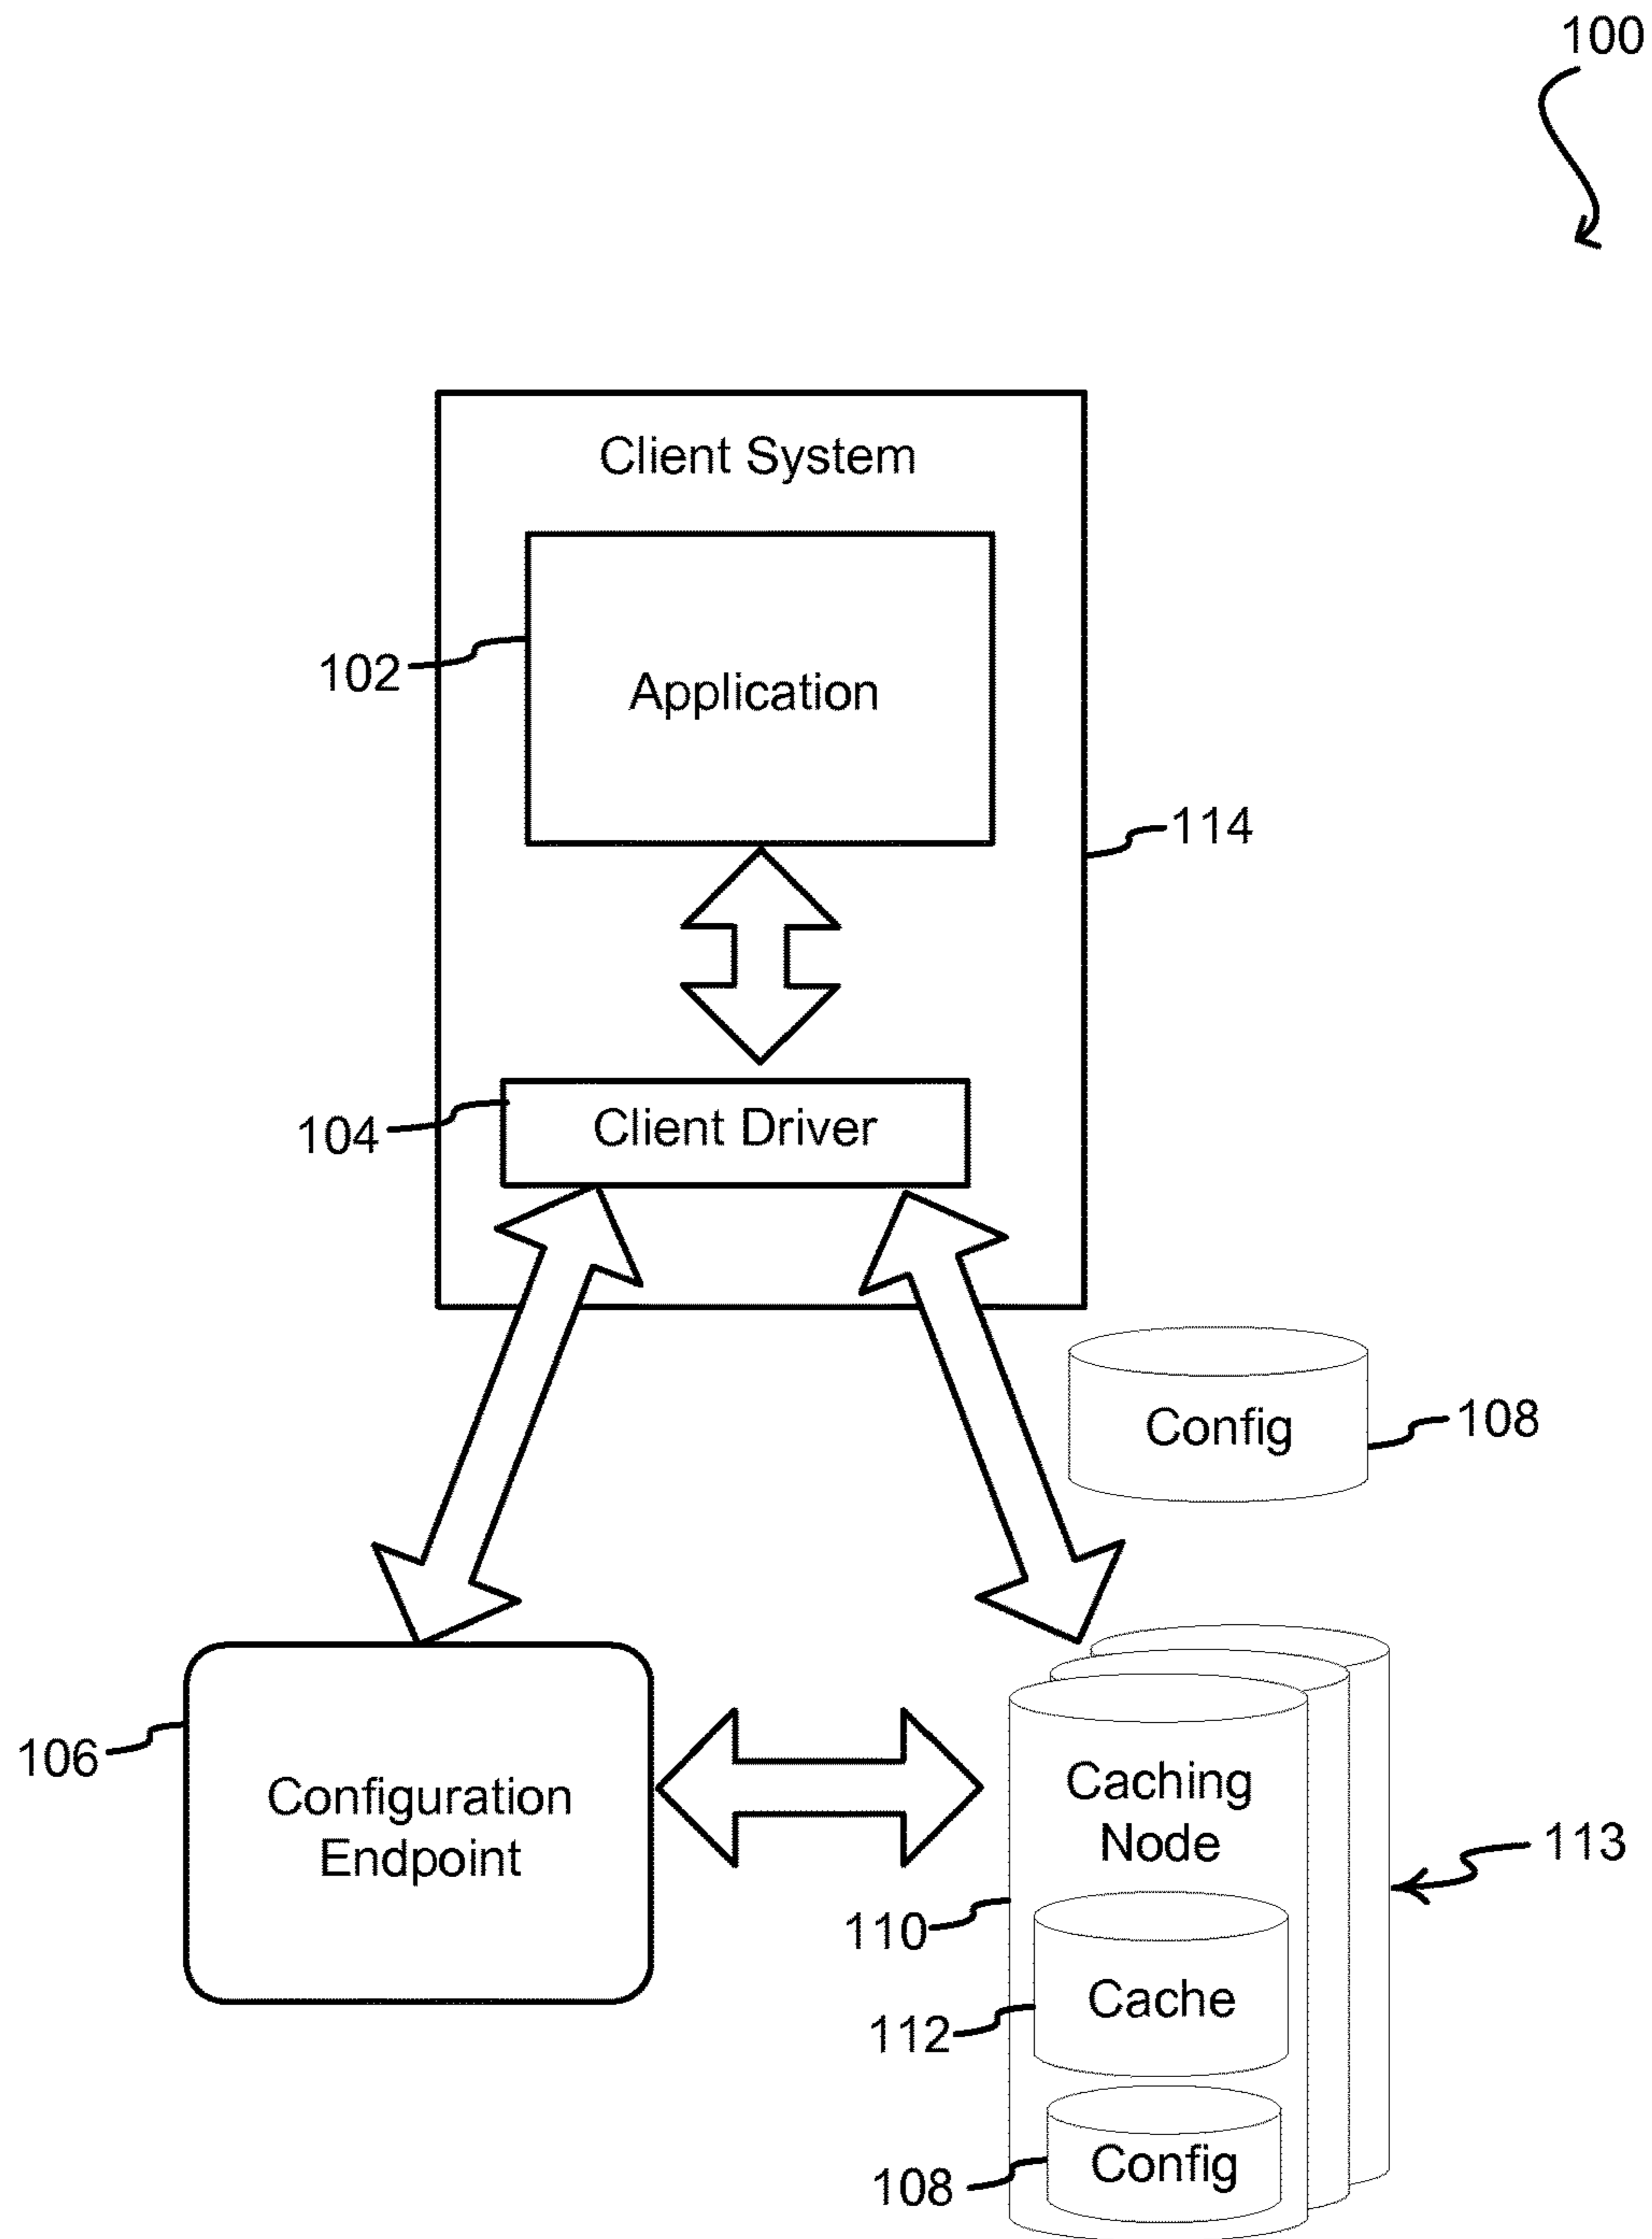 100
Client System
102
Application
114
104
Client Driver
Config
108
106
Configuration
Endpoint
Caching
Node
113
110
Cache
112
Config
108